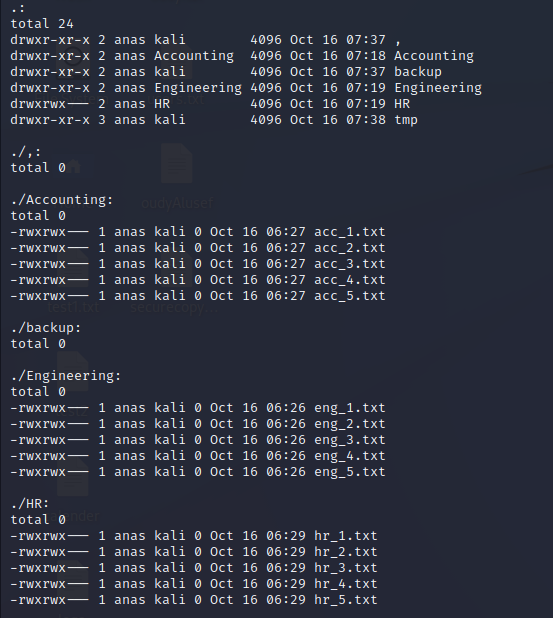 .:
total 24
drwxr-xr-x 2 anas kali        4096 Oct 16 07:37 ,
drwxr-xr-x 2 anas Accounting  4096 Oct 16 07:18 Accounting
drwxr-xr-x 2 anas kali        4096 Oct 16 07:37 backup
drwxr-xr-x 2 anas Engineering 4096 Oct 16 07:19 Engineering
drwxrwx--- 2 anas HR          4096 Oct 16 07:19 HR
drwxr-xr-x 3 anas kali        4096 Oct 16 07:38 tmp

./,:
total 0

./Accounting:
total 0
-rwxrwx--- 1 anas kali 0 Oct 16 06:27 acc_1.txt
-rwxrwx--- 1 anas kali 0 Oct 16 06:27 acc_2.txt
-rwxrwx--- 1 anas kali 0 Oct 16 06:27 acc_3.txt
-rwxrwx--- 1 anas kali 0 Oct 16 06:27 acc_4.txt
-rwxrwx--- 1 anas kali 0 Oct 16 06:27 acc_5.txt

./backup:
total 0

./Engineering:
total 0
-rwxrwx--- 1 anas kali 0 Oct 16 06:26 eng_1.txt
-rwxrwx--- 1 anas kali 0 Oct 16 06:26 eng_2.txt
-rwxrwx--- 1 anas kali 0 Oct 16 06:26 eng_3.txt
-rwxrwx--- 1 anas kali 0 Oct 16 06:26 eng_4.txt
-rwxrwx--- 1 anas kali 0 Oct 16 06:26 eng_5.txt

./HR:
total 0
-rwxrwx--- 1 anas kali 0 Oct 16 06:29 hr_1.txt
-rwxrwx--- 1 anas kali 0 Oct 16 06:29 hr_2.txt
-rwxrwx--- 1 anas kali 0 Oct 16 06:29 hr_3.txt
-rwxrwx--- 1 anas kali 0 Oct 16 06:29 hr_4.txt
-rwxrwx--- 1 anas kali 0 Oct 16 06:29 hr_5.txt